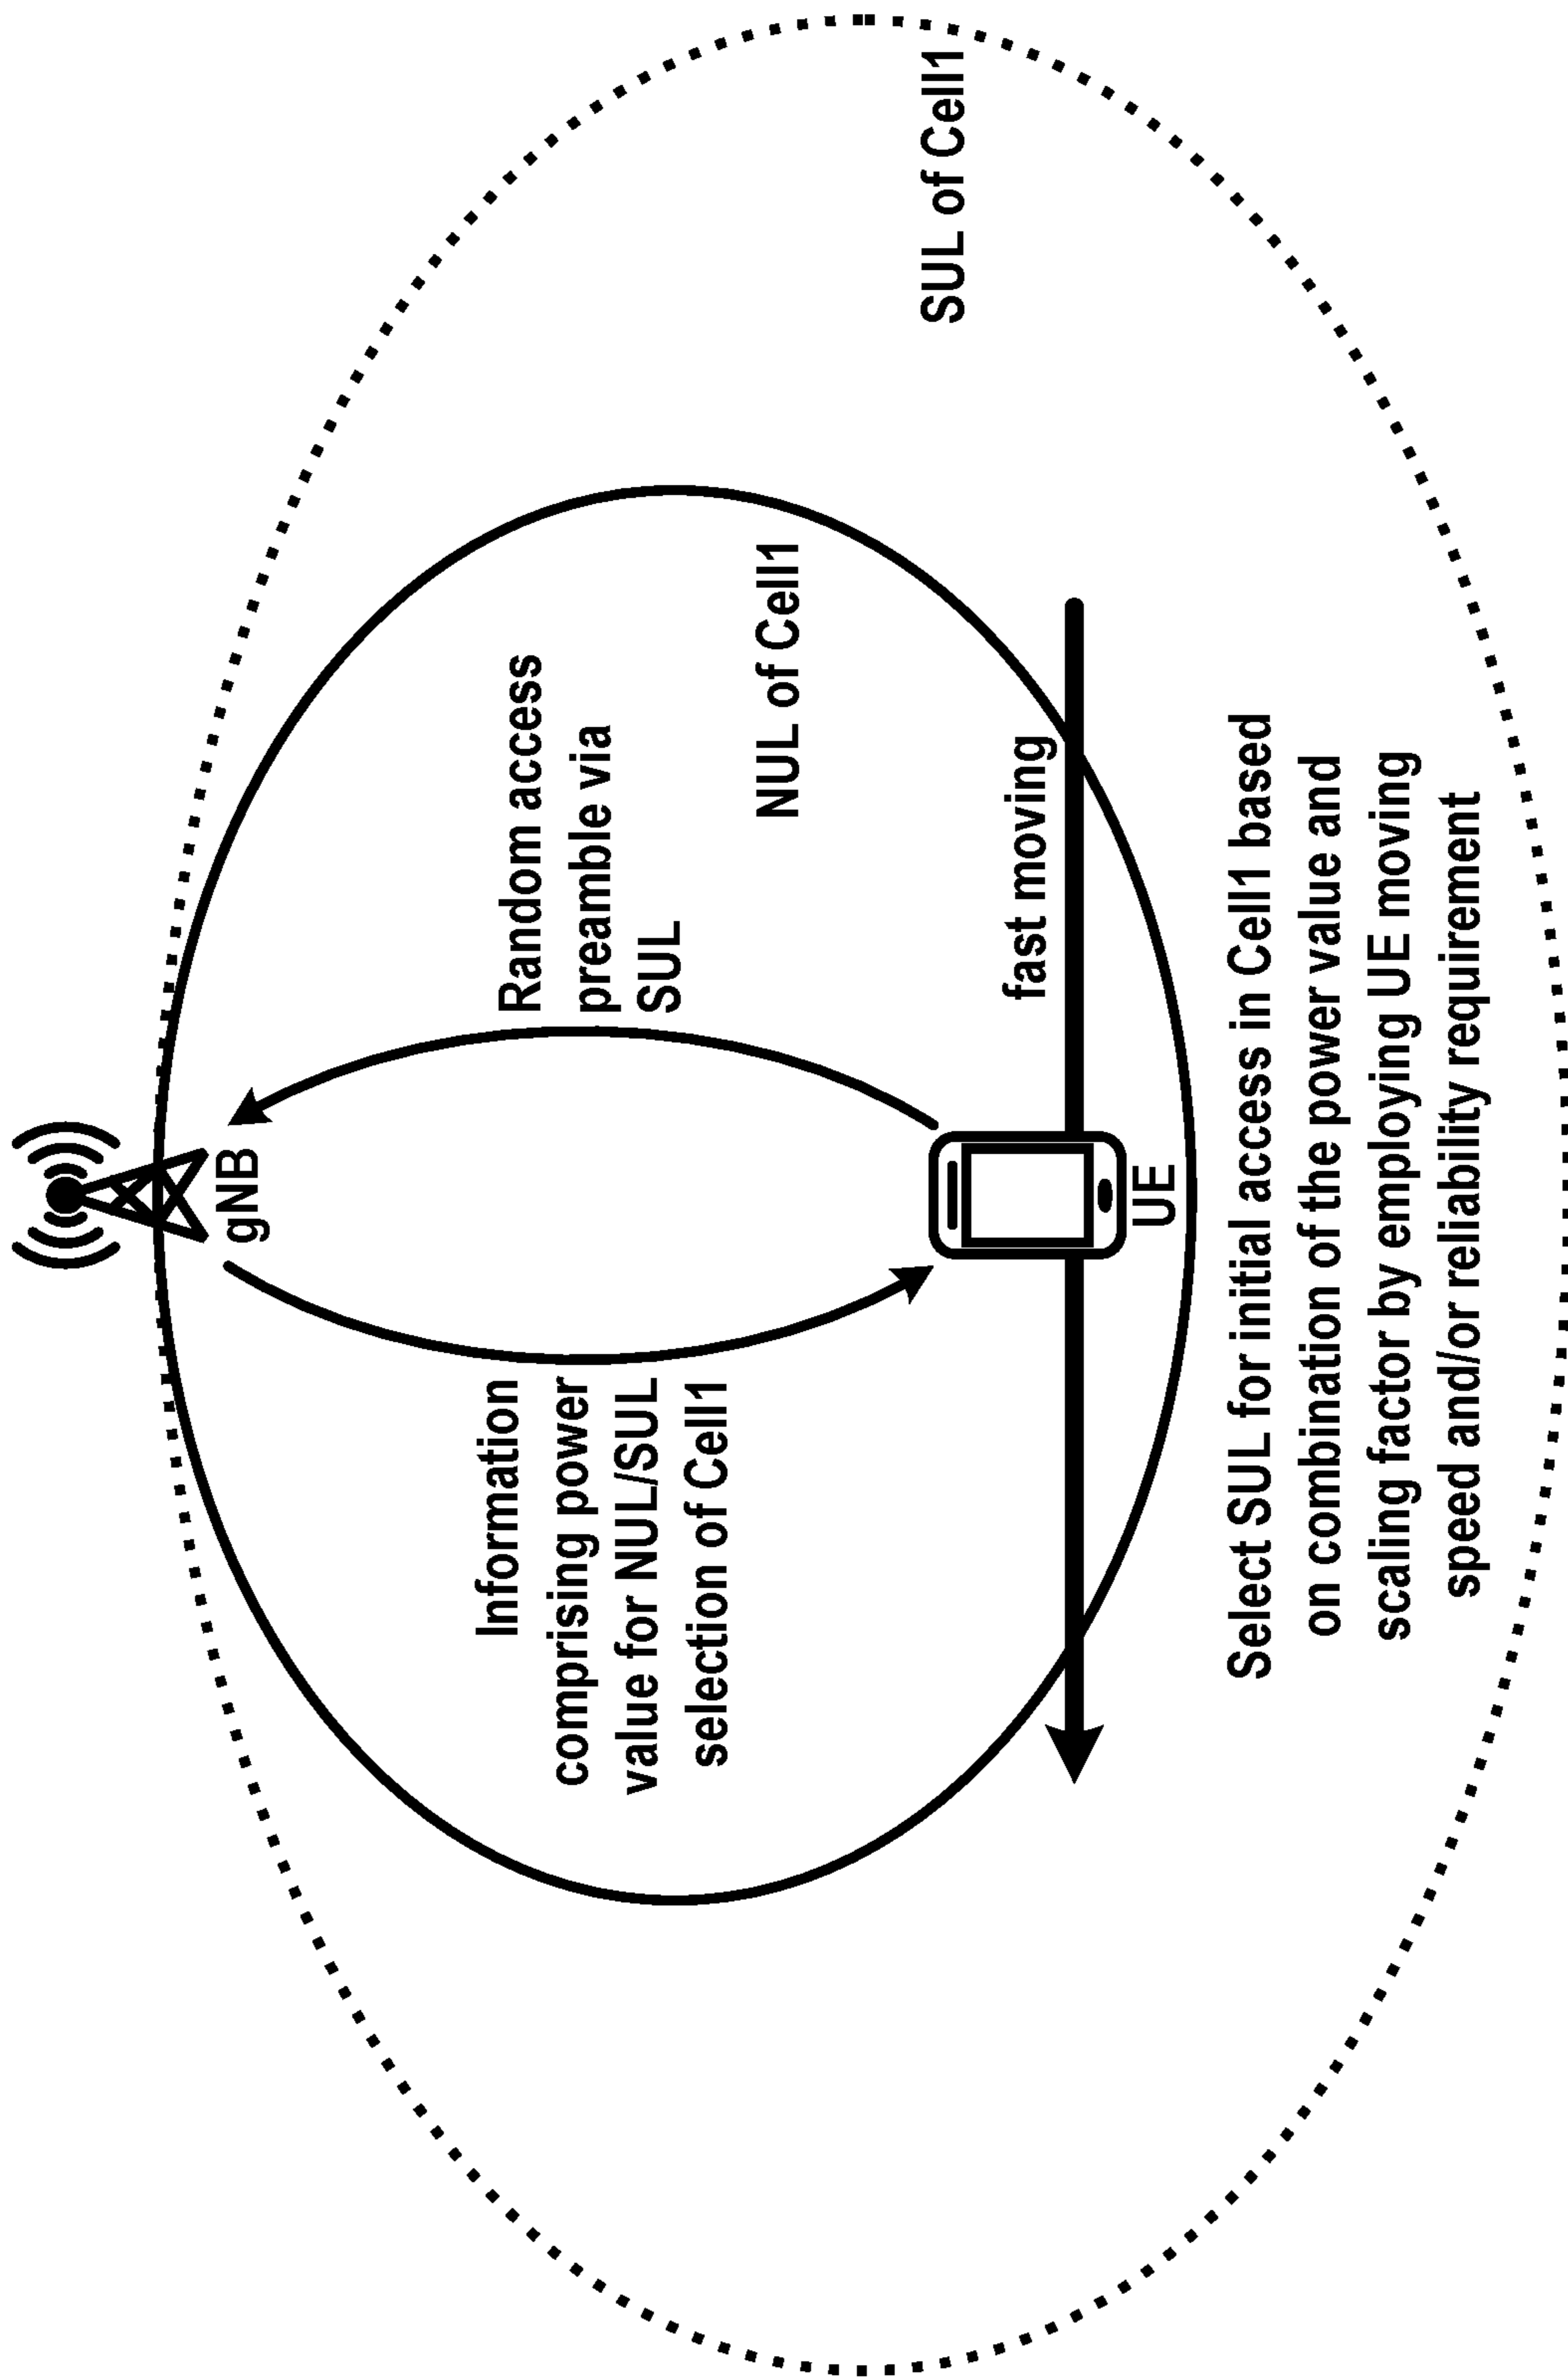 gNB
Information
comprising power
value for NUL/SUL
selection of Cell1
Random access
preamble via
SUL
NUL of Cell1
SUL of Cell1
fast moving
UE
Select SUL for initial access in Cell1 based
on combination of the power value and
scaling factor by employing UE moving
speed and/or reliability requirement